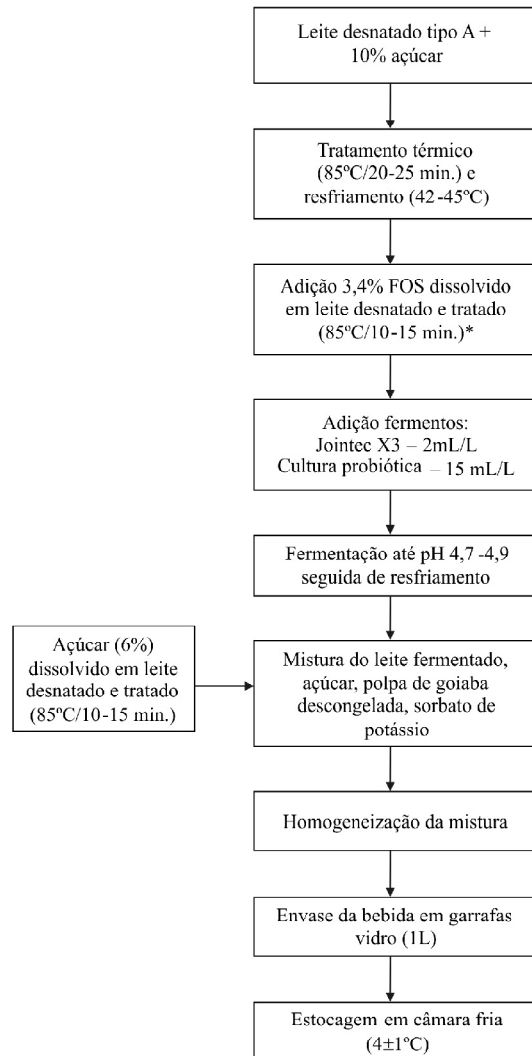 Leite desnatado tipo A +
10% açúcar
Tratamento térmico
(85ºC/20-25 min.) e
resfriamento (42-45ºC)
Adição 3,4% FOS dissolvido
em leite desnatado e tratado
(85ºC/10-15 min.)*
Adição fermentos:
Jointec X3 – 2mL/L
Cultura probiótica – 15 mL/L
Fermentação até pH 4,7 -4,9
seguida de resfriamento
Açúcar (6%)
dissolvido em leite
desnatado e tratado
(85ºC/10-15 min.)
Mistura do leite fermentado,
açúcar, polpa de goiaba
descongelada, sorbato de
potássio
Homogeneização da mistura
Envase da bebida em garrafas
vidro (1L)
Estocagem em câmara fria
(4±1ºC)